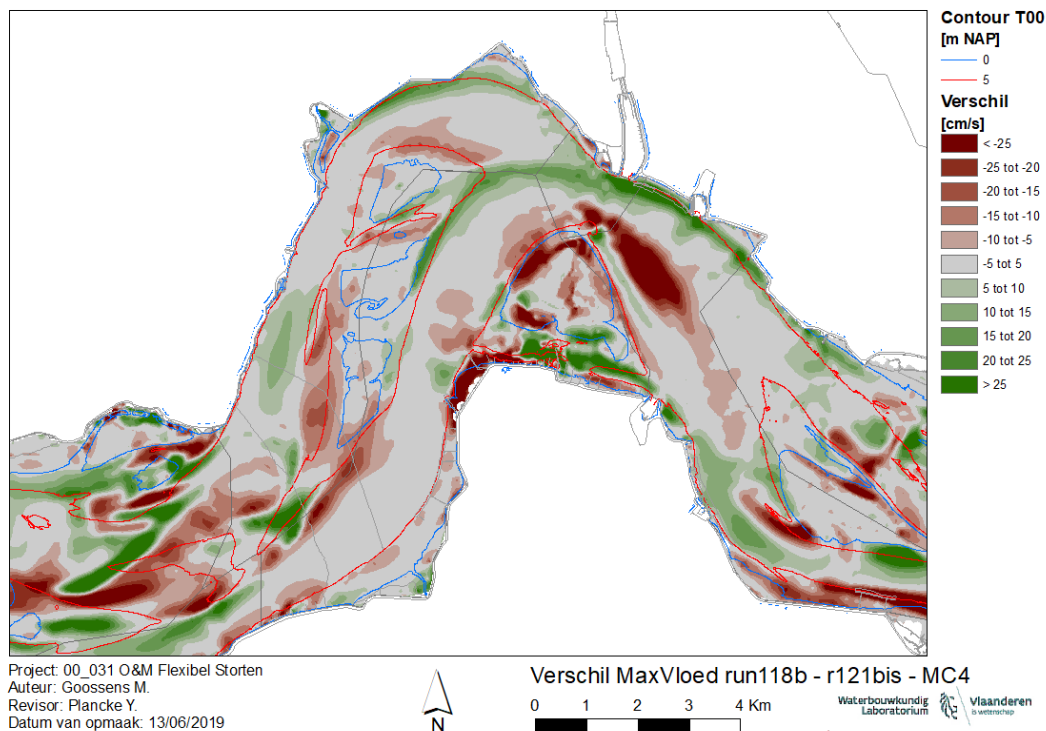 Contour T00
[m NAP]
0
5
Verschil
[cm/s]
< -25
-25 tot -20
-20 tot -15
-15 tot -10
-10 tot -5
-5 tot 5
5 tot 10
10 tot 15
15 tot 20
20 tot 25
> 25
Project: 00_031 O&M Flexibel Storten
Auteur: Goossens M.
Revisor: Plancke Y.
Datum van opmaak: 13/06/2019
N
Verschil MaxVloed run118b - r121bis - MC4
0 1 2 3 4 Km
Waterbouwkundig
Laboratorium
Vlaanderen
is wetenschap